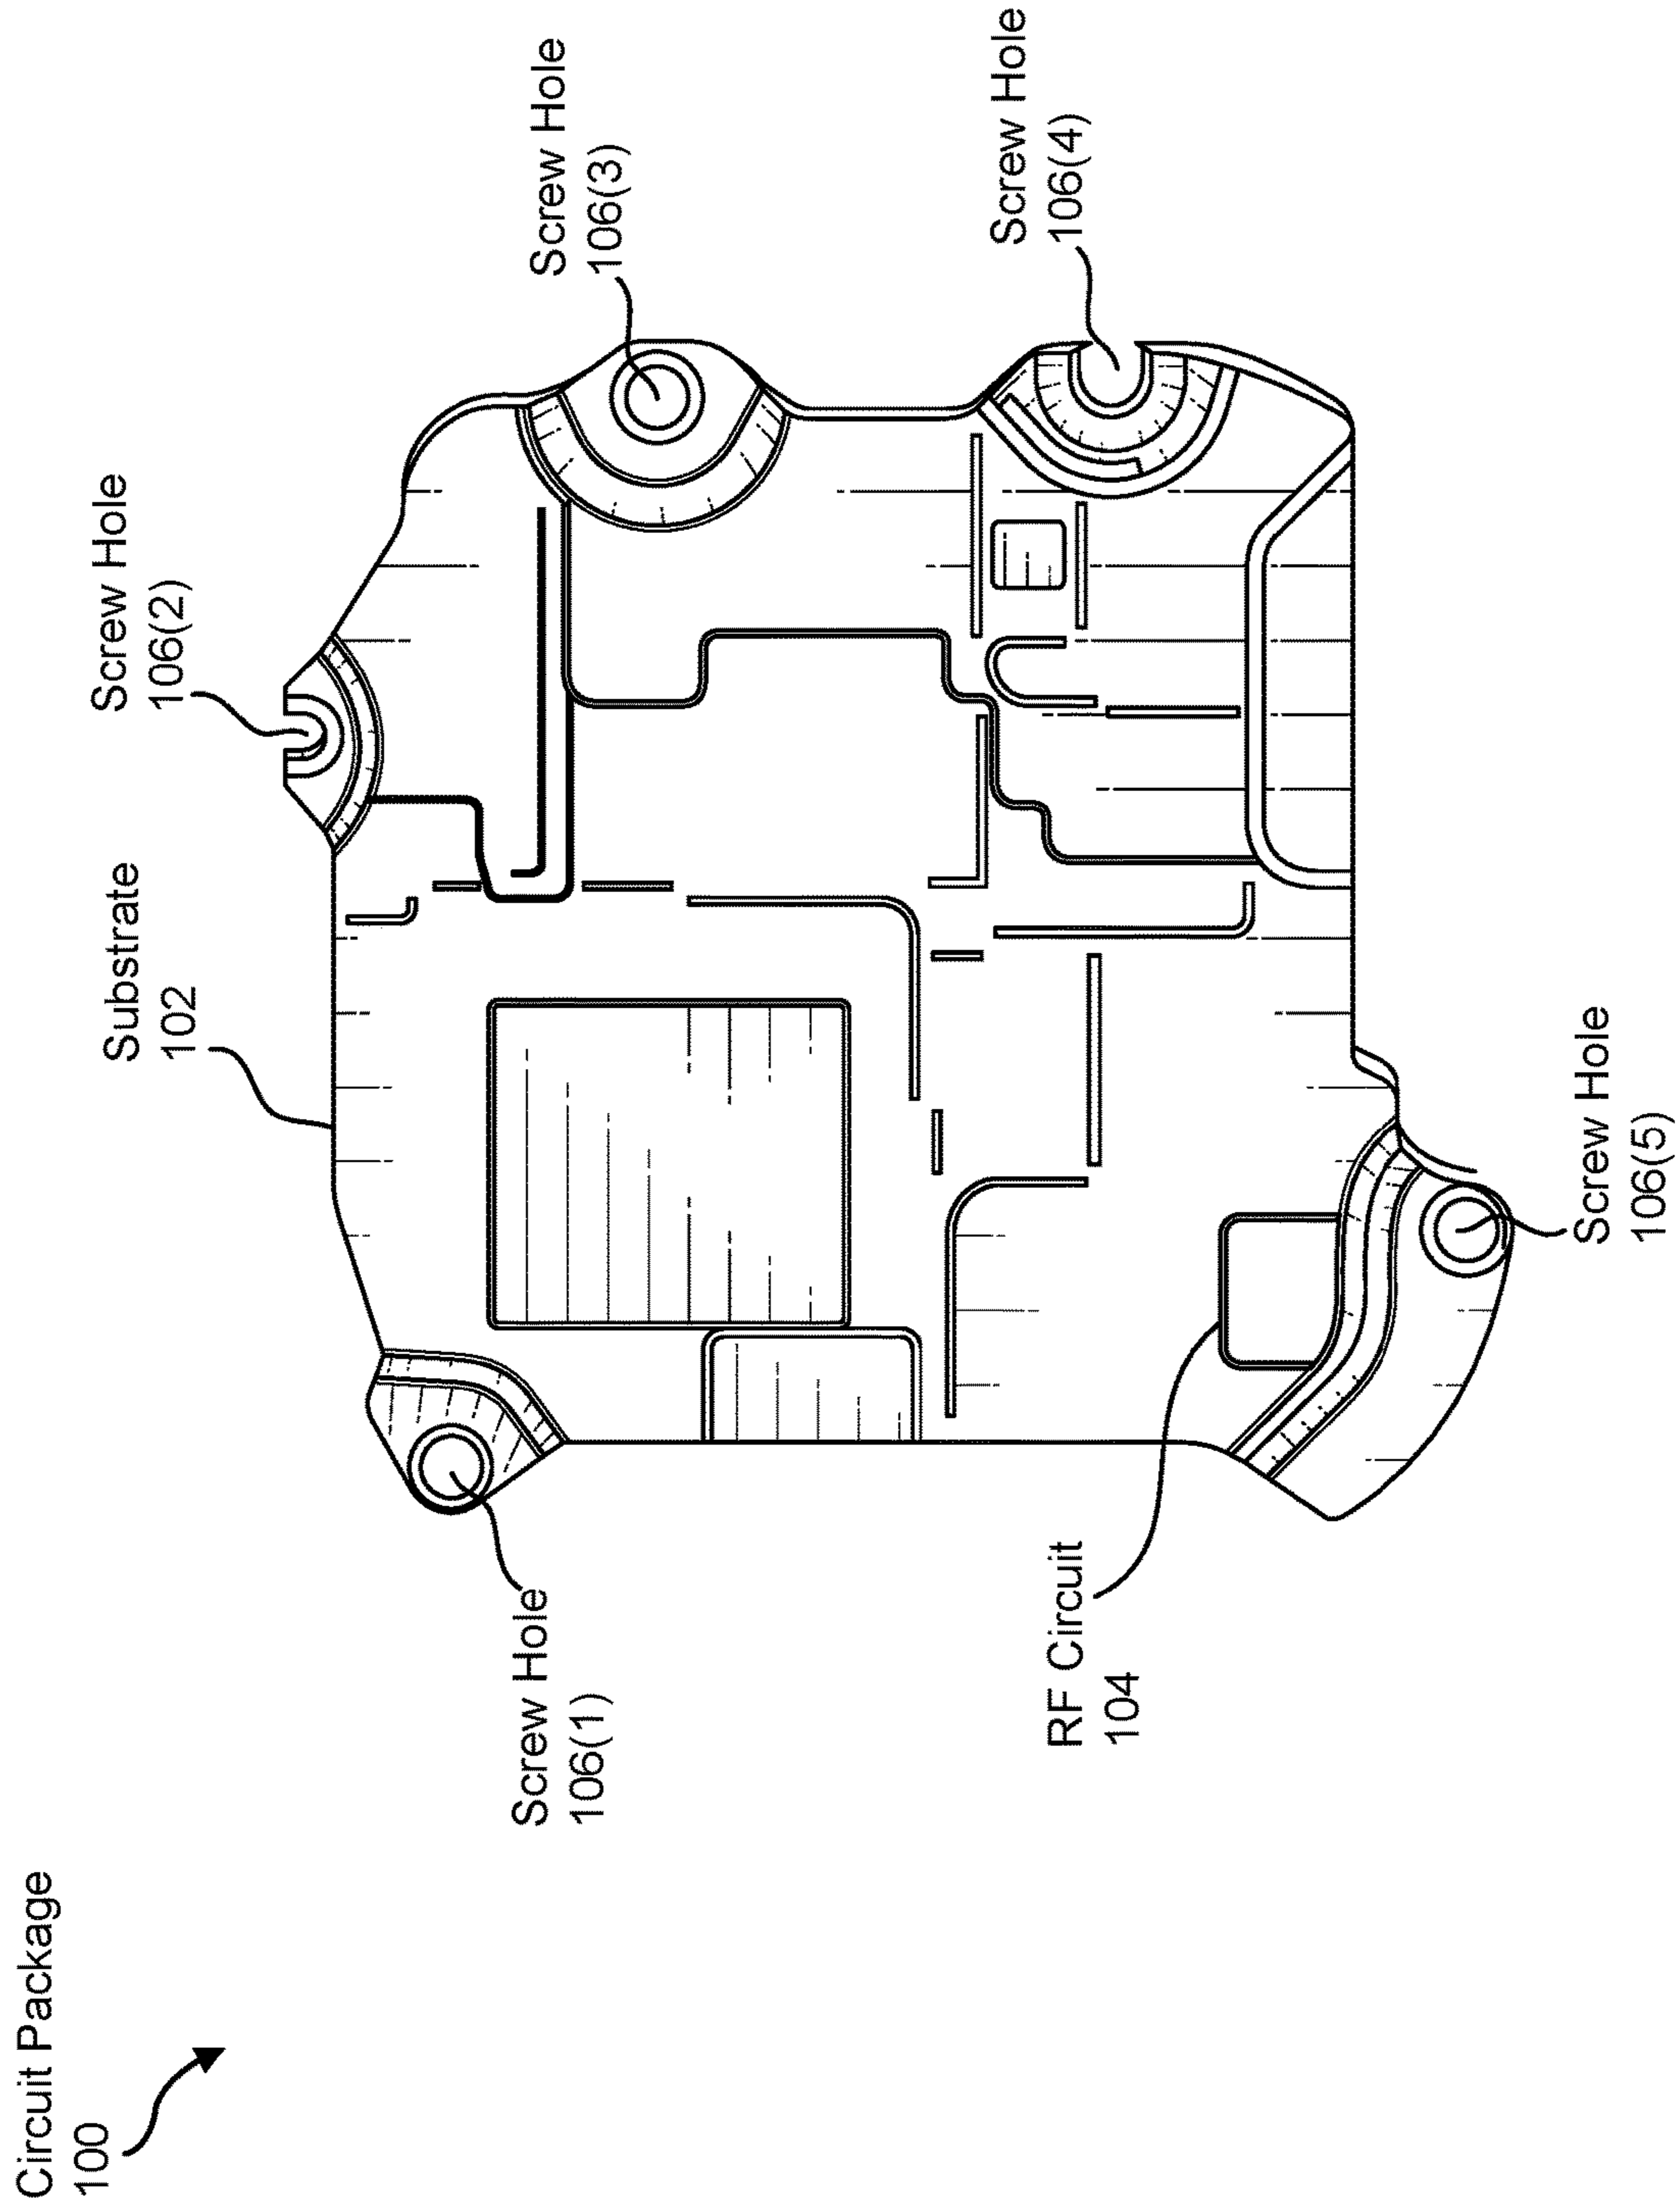 Circuit Package
100
Screw Hole
106(1)
Substrate
102
Screw Hole
106(2)
Screw Hole
106(3)
Screw Hole
106(4)
RF Circuit
104
Screw Hole
106(5)